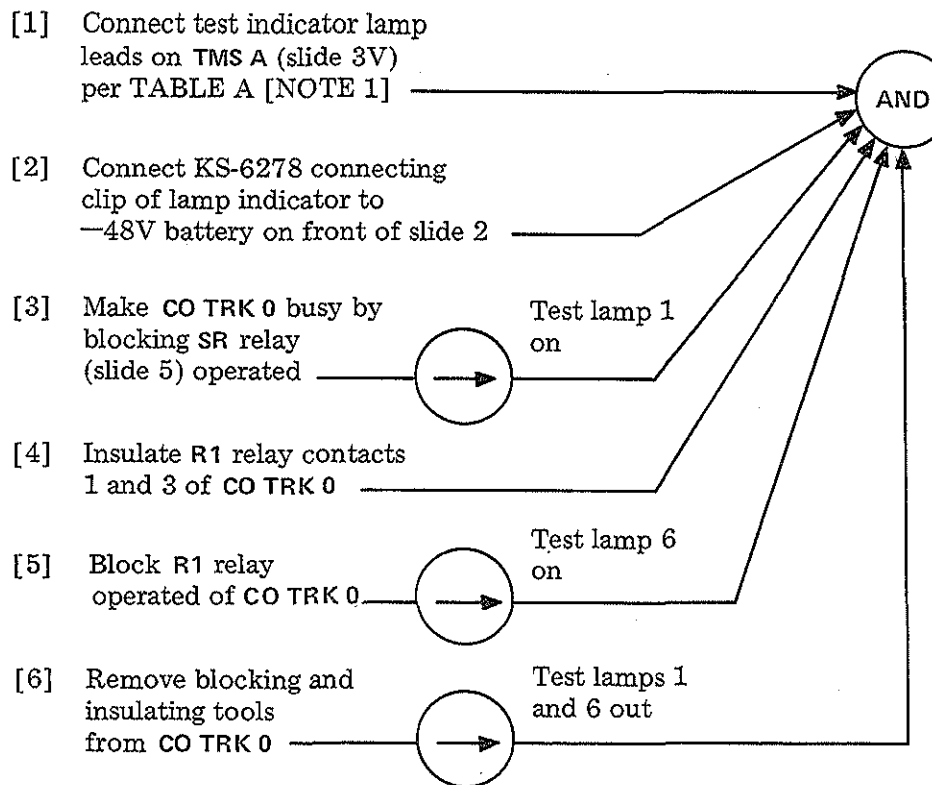 [1] Connect test indicator lamp
leads on TMS A (slide 3V)
per TABLE A [NOTE 1]
AND
[2] Connect KS-6278 connecting
clip of lamp indicator to
—48V battery on front of slide 2
[3] Make CO TRK 0 busy by
blocking SR relay
(slide 5) operated
Test lamp 1
on
[4] Insulate R1 relay contacts
1 and 3 of CO TRK 0
[5] Block R1 relay
operated of CO TRK 0
Test lamp 6
on
[6] Remove blocking and
insulating tools
from CO TRK 0
Test lamps 1
and 6 out